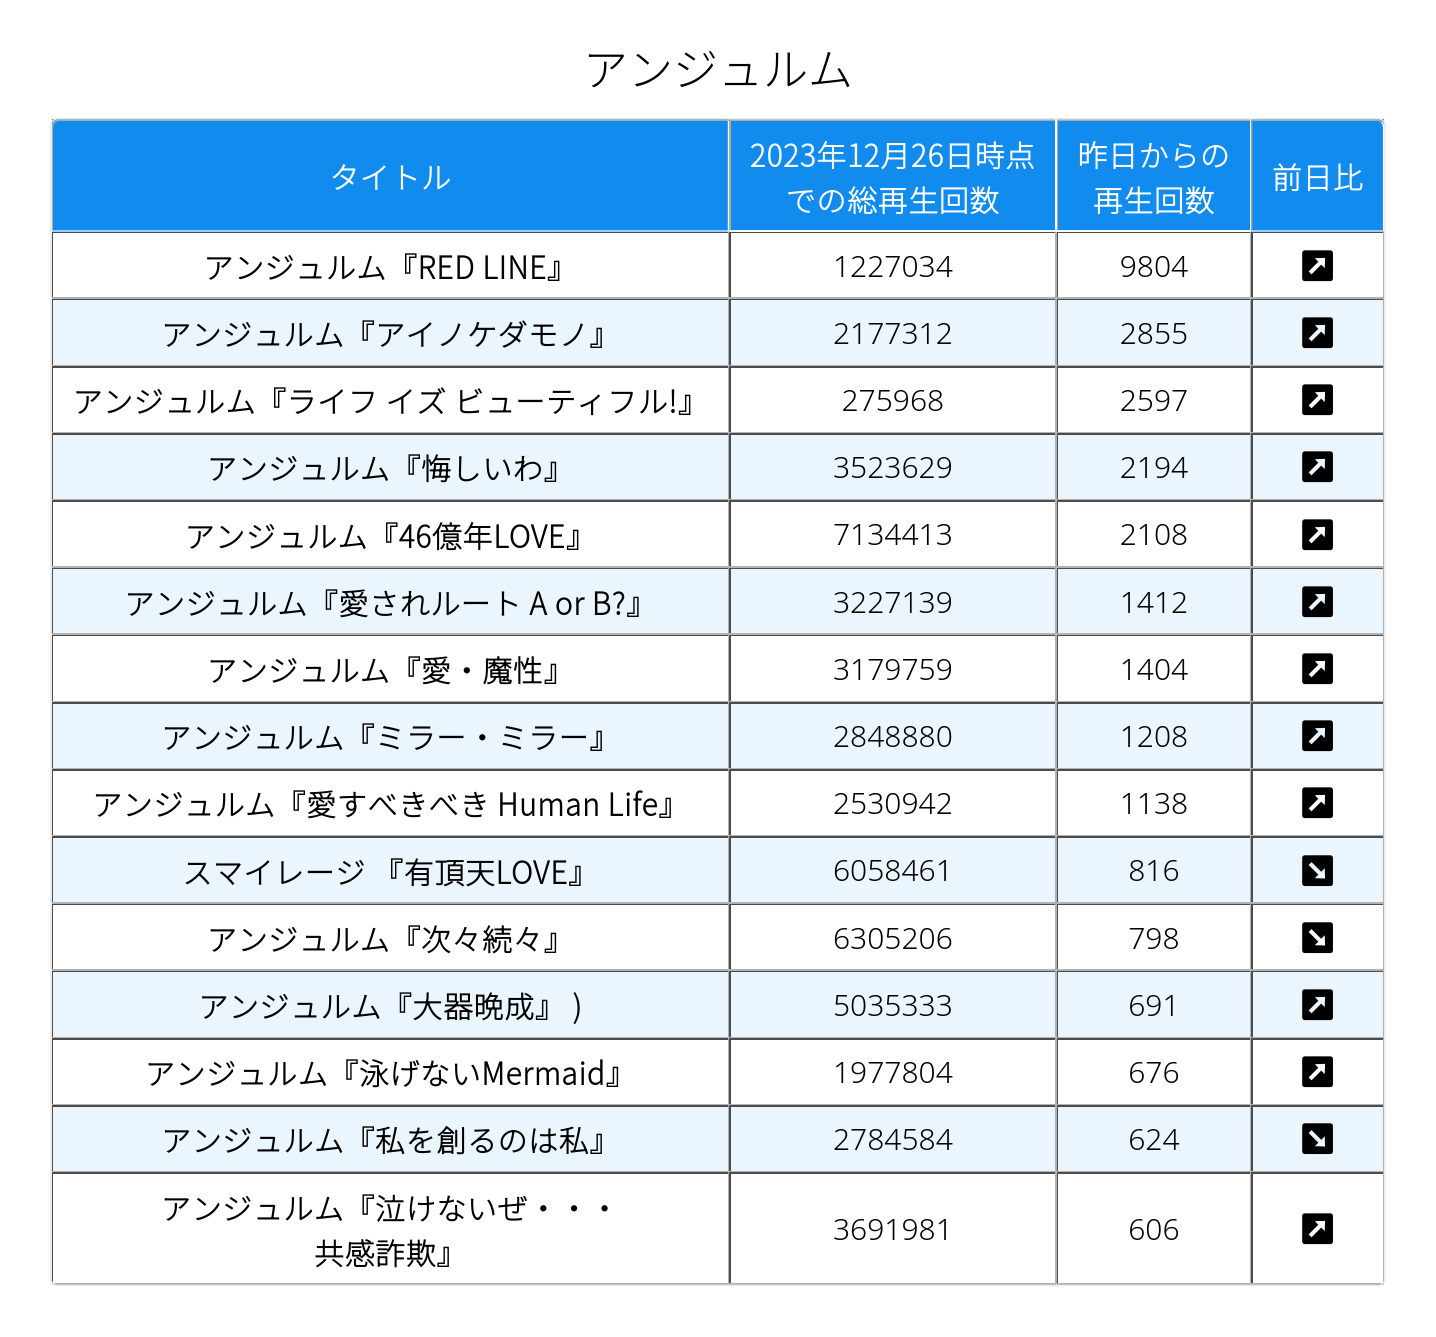 アンジュルム
タイトル
2023年12月26日時点
での総再生回数
昨日からの
再生回数
前日比
アンジュルム『RED LINE』 1227034 9804
アンジュルム『アイノケダモノ』 2177312 2855
アンジュルム『ライフ イズ ビューティフル!』 275968 2597
アンジュルム『悔しいわ』 3523629 2194
アンジュルム『46億年LOVE』 7134413 2108
アンジュルム『愛されルート A or B?』 3227139 1412
アンジュルム『愛・魔性』 3179759 1404
アンジュルム『ミラー・ミラー』 2848880 1208
アンジュルム『愛すべきべき Human Life』 2530942 1138
スマイレージ 『有頂天LOVE』 6058461 816
アンジュルム『次々続々』 6305206 798
アンジュルム『大器晩成』 ) 5035333 691
アンジュルム『泳げないMermaid』 1977804 676
アンジュルム『私を創るのは私』 2784584 624
アンジュルム『泣けないぜ・・・
共感詐欺』 3691981 606